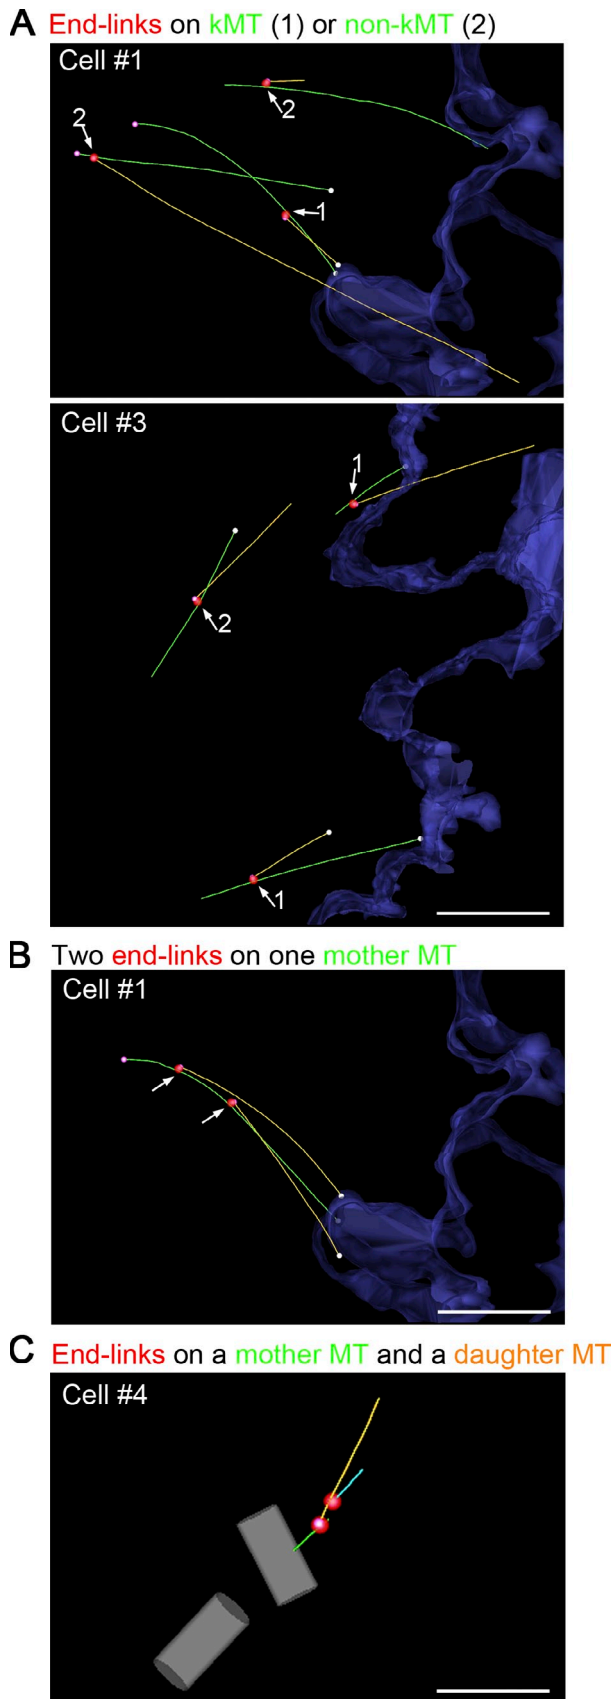 A End-links on kMT (1) or non-kMT (2)
Cell #1
2
2
1
Cell #3
1
2
1
B Two end-links on one mother MT
Cell #1
C End-links on a mother MT and a daughter MT
Cell #4